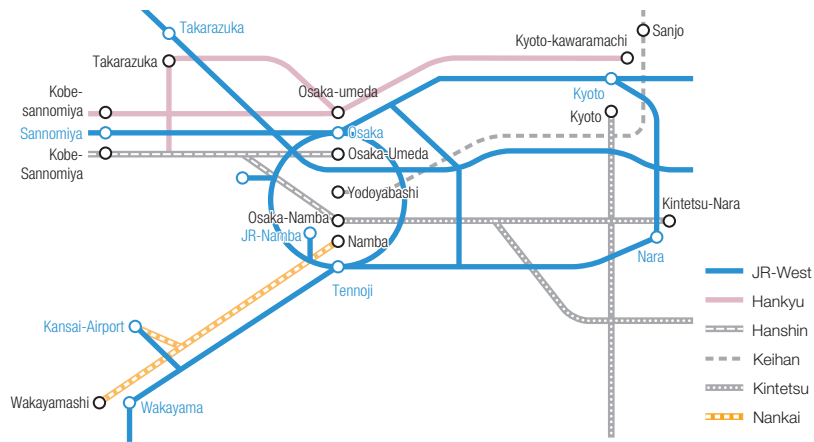 Takarazuka
Sanjo
Kyoto-kawaramachi
Takarazuka
Kobe-
sannomiya
Osaka-umeda
Kyoto
Kyoto
Sannomiya
Osaka
Kobe-
Sannomiya
Osaka-Umeda
Yodoyabashi
Kintetsu-Nara
Osaka-Namba
JR-Namba
Namba
Nara
Tennoji
JR-West
Hankyu
Kansai-Airport
Hanshin
Keihan
Kintetsu
Wakayamashi
Wakayama
Nankai